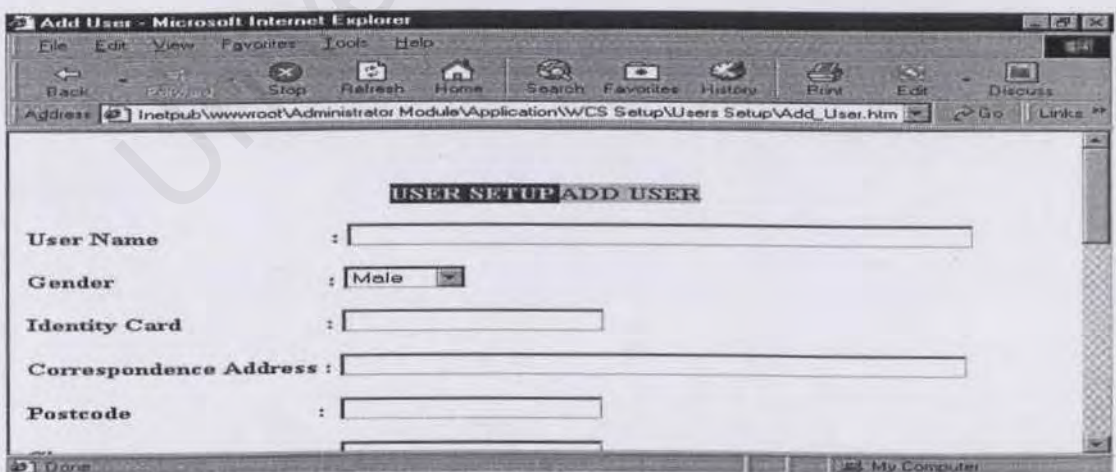 Add User - Microsoft Internet Explorer
File Edit View Favorites Tools Help
Back Forward Stop Refresh Home Search Favorites History Print Edit Discuss
Address Inetpub\wwwroot\Administrator Module\Application\WCS Setup\Users Setup\Add_User.htm Go Links »
USER SETUP ADD USER
User Name :
Gender : Male
Identity Card :
Correspondence Address :
Postcode :
Done My Computer